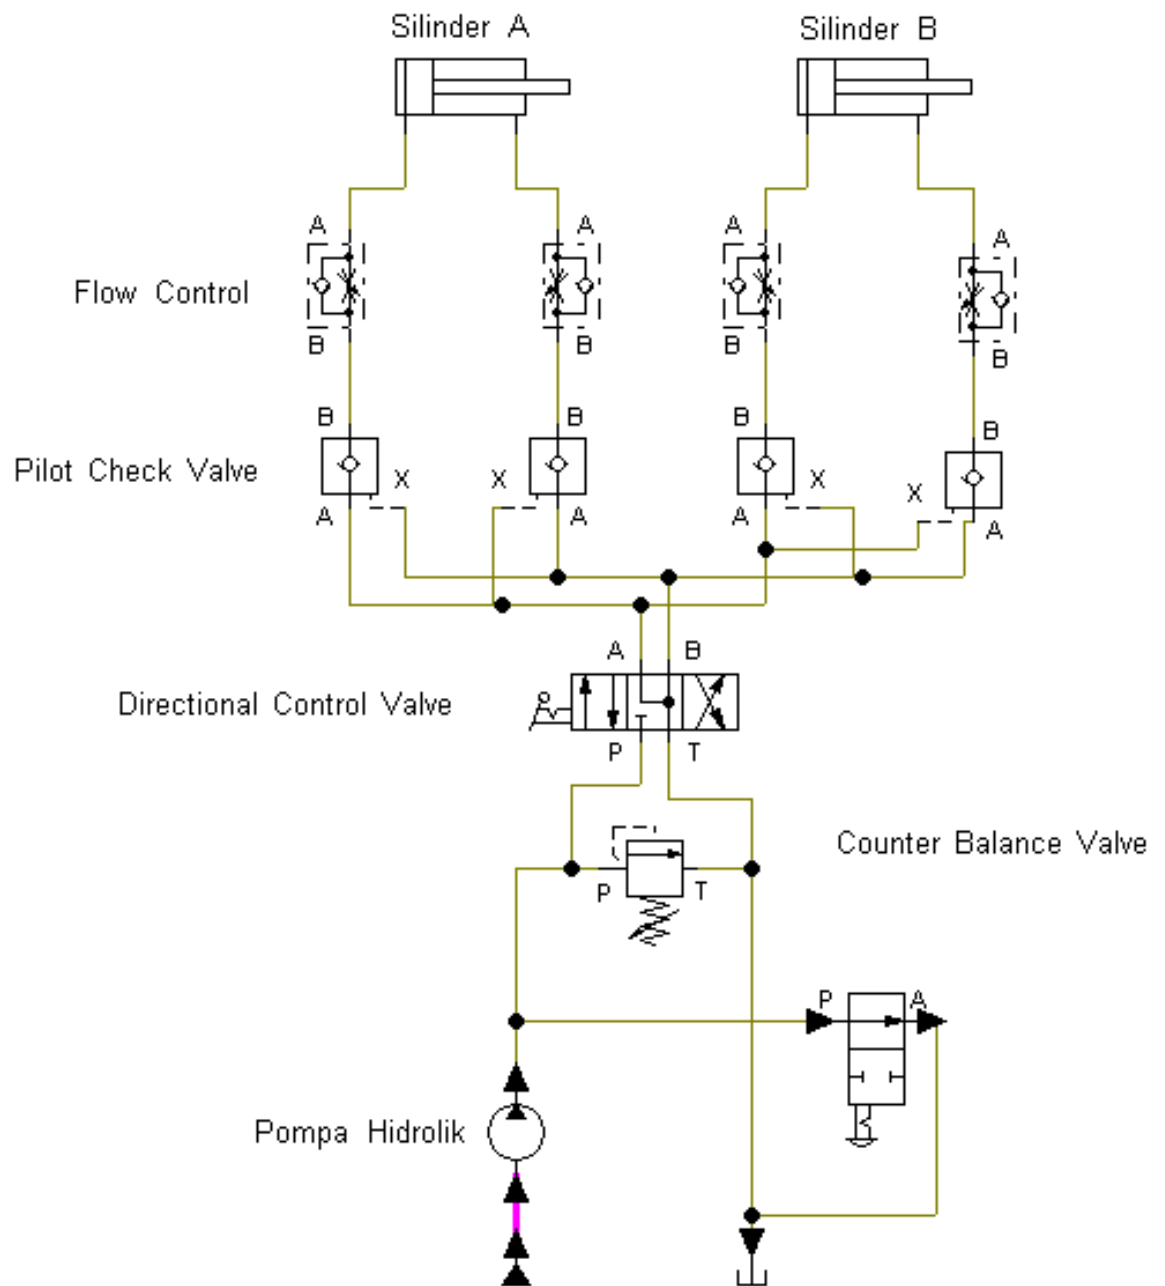 Silinder A
Silinder B
A
A
A
A
Flow Control
B
B
B
B
B
B
B
B
Pilot Check Valve
X
X
X
X
A
A
A
A
A
B
Directional Control Valve
P
T
Counter Balance Valve
P
T
P
A
Pompa Hidrolik